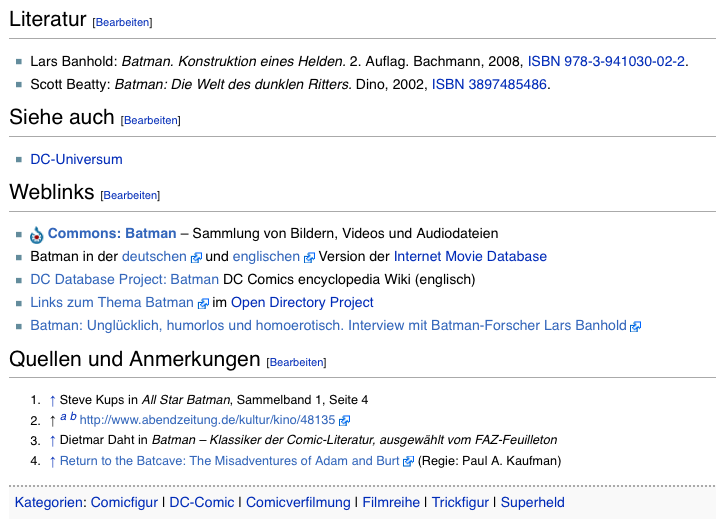 Literatur [Bearbeiten]
Lars Banhold: Batman. Konstruktion eines Helden. 2. Auflag. Bachmann, 2008, ISBN 978-3-941030-02-2.
Scott Beatty: Batman: Die Welt des dunklen Ritters. Dino, 2002, ISBN 3897485486.
Siehe auch [Bearbeiten]
DC-Universum
Weblinks [Bearbeiten]
Commons: Batman – Sammlung von Bildern, Videos und Audiodateien
Batman in der deutschen und englischen Version der Internet Movie Database
DC Database Project: Batman DC Comics encyclopedia Wiki (englisch)
Links zum Thema Batman im Open Directory Project
Batman: Unglücklich, humorlos und homoerotisch. Interview mit Batman-Forscher Lars Banhold
Quellen und Anmerkungen [Bearbeiten]
1. ↑ Steve Kups in All Star Batman, Sammelband 1, Seite 4
2. ↑ a b http://www.abendzeitung.de/kultur/kino/48135
3. ↑ Dietmar Daht in Batman – Klassiker der Comic-Literatur, ausgewählt vom FAZ-Feuilleton
4. ↑ Return to the Batcave: The Misadventures of Adam and Burt (Regie: Paul A. Kaufman)
Kategorien: Comicfigur | DC-Comic | Comicverfilmung | Filmreihe | Trickfigur | Superheld